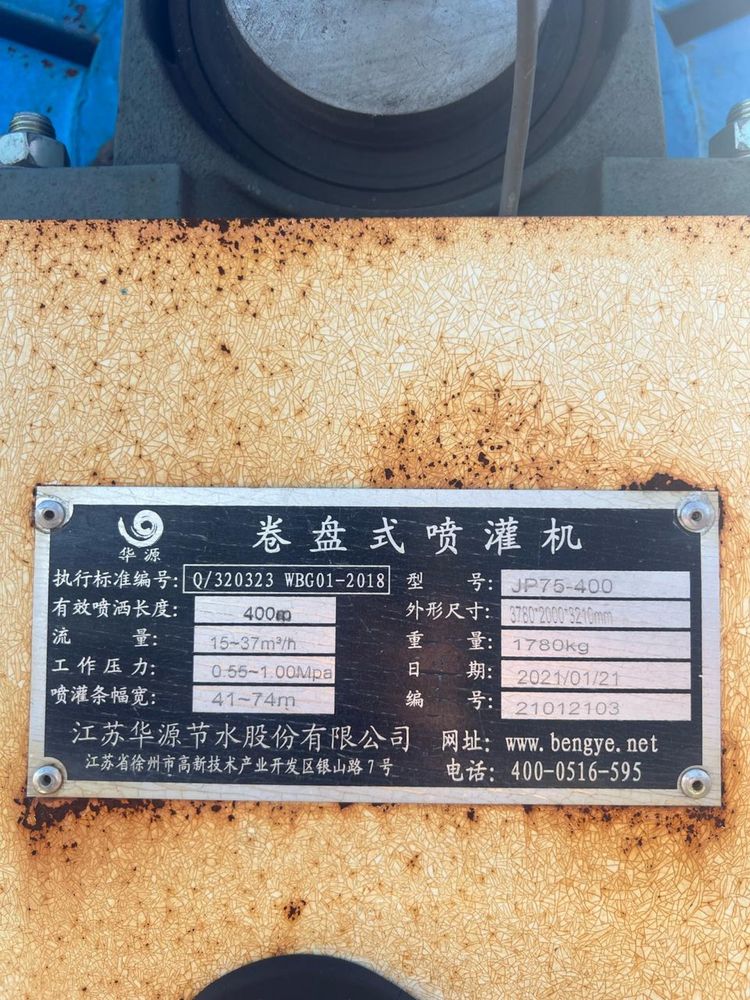 华源
卷盘式喷灌机
执行标准编号: Q/320323 WBG01-2018
型 号: JP75-400
有效喷洒长度: 400m
外形尺寸: 3780*2000*3210mm
流 量: 15~37m³/h
重 量: 1780kg
工作压力: 0.55~1.00Mpa
日 期: 2021/01/21
喷灌条幅宽: 41~74m
编 号: 21012103
江苏华源节水股份有限公司
网址: www.bengye.net
江苏省徐州市高新技术产业开发区银山路7号
电话: 400-0516-595